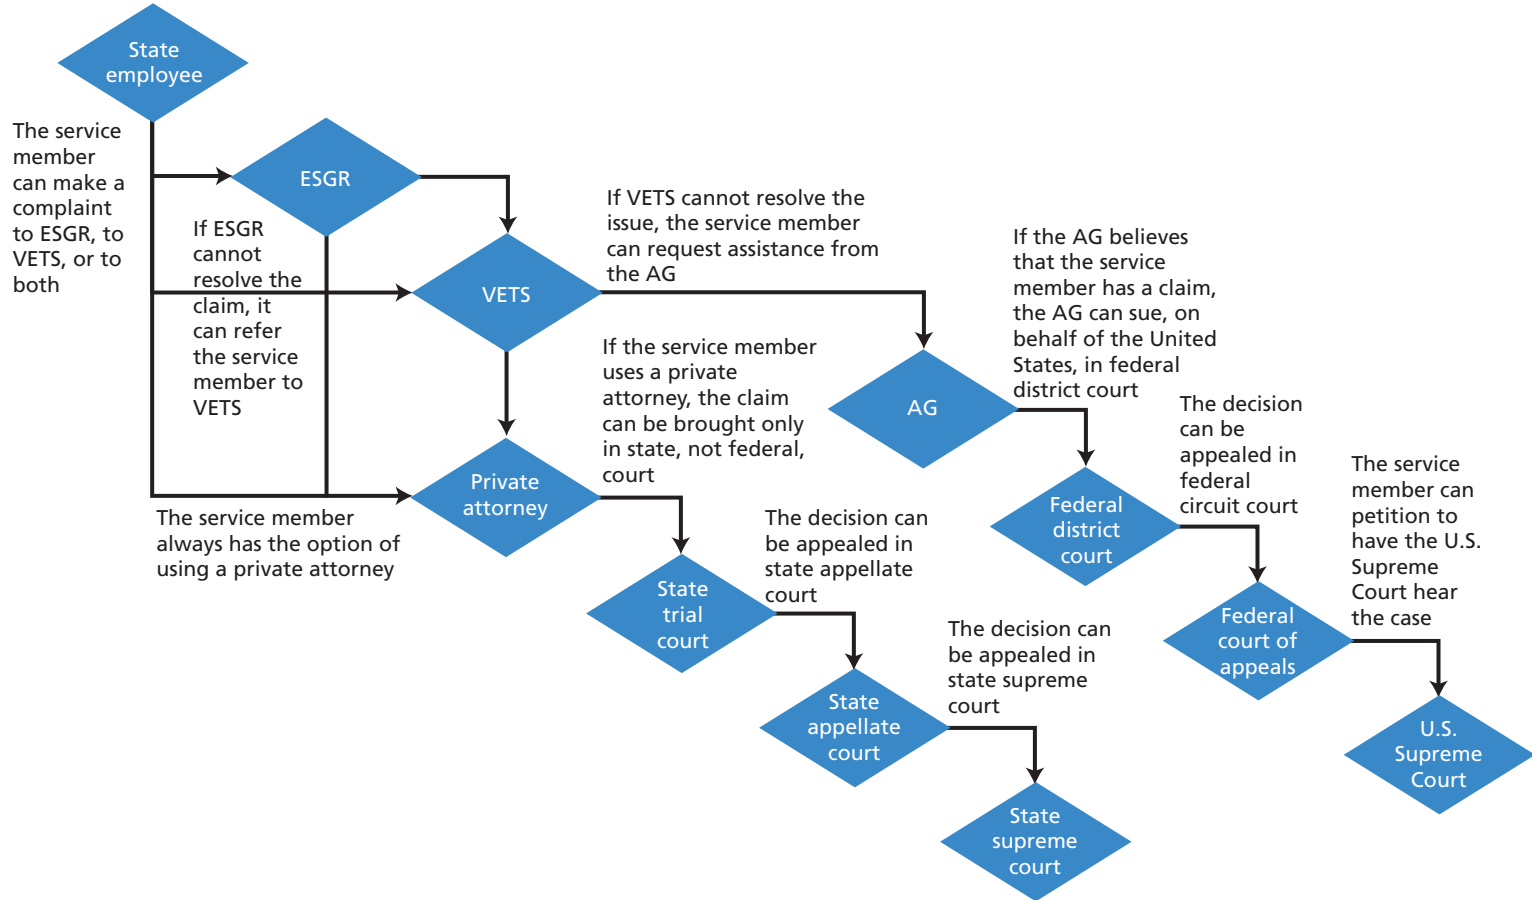 State
employee
The service
member
can make a
complaint
to ESGR, to
VETS, or to
both
ESGR
If ESGR
cannot
resolve the
claim, it
can refer
the service
member to
VETS
VETS
If VETS cannot resolve the
issue, the service member
can request assistance from
the AG
If the AG believes
that the service
member has a claim,
the AG can sue, on
behalf of the United
States, in federal
district court
AG
If the service member
uses a private
attorney, the claim
can be brought only
in state, not federal,
court
Private
attorney
The service member
always has the option of
using a private attorney
The decision
can be
appealed in
federal
circuit court
Federal
district
court
The service
member can
petition to
have the U.S.
Supreme
Court hear
the case
The decision can
be appealed in
state appellate
court
State
trial
court
Federal
court of
appeals
The decision can
be appealed in
state supreme
court
State
appellate
court
U.S.
Supreme
Court
State
supreme
court